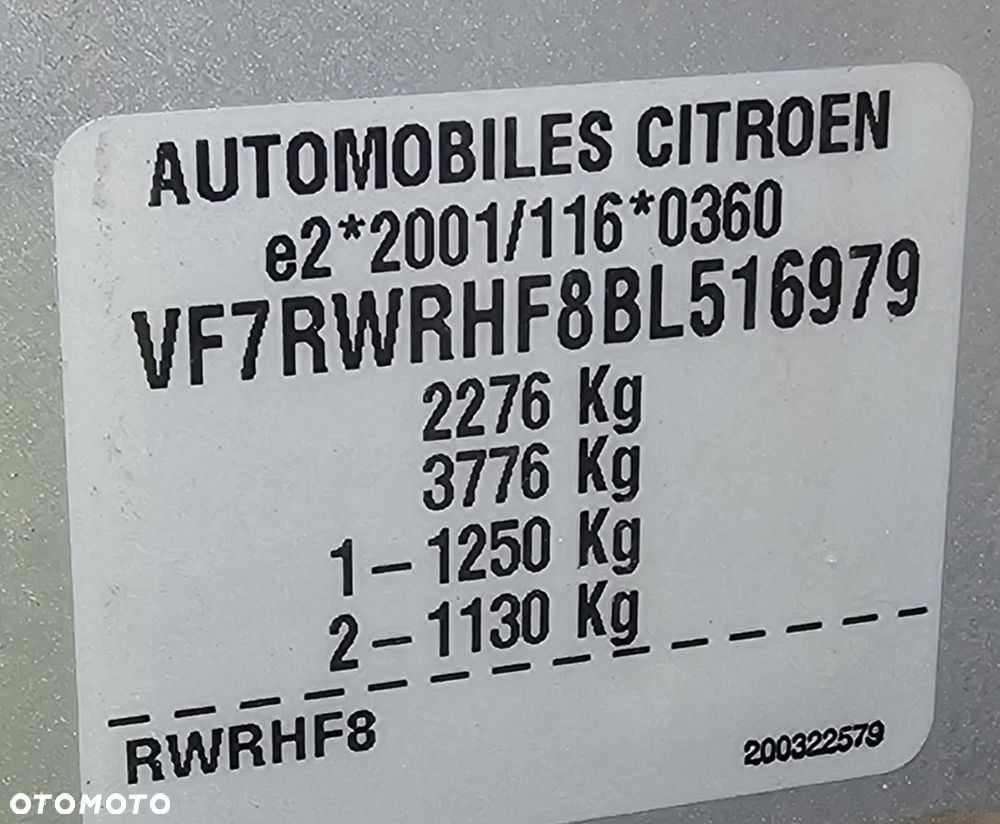 AUTOMOBILES CITROEN
e2*2001/116*0360
VF7RWRHF8BL516979
2276 Kg
3776 Kg
1 – 1250 Kg
2 – 1130 Kg
RWRHF8
200322579
OTOMOTO